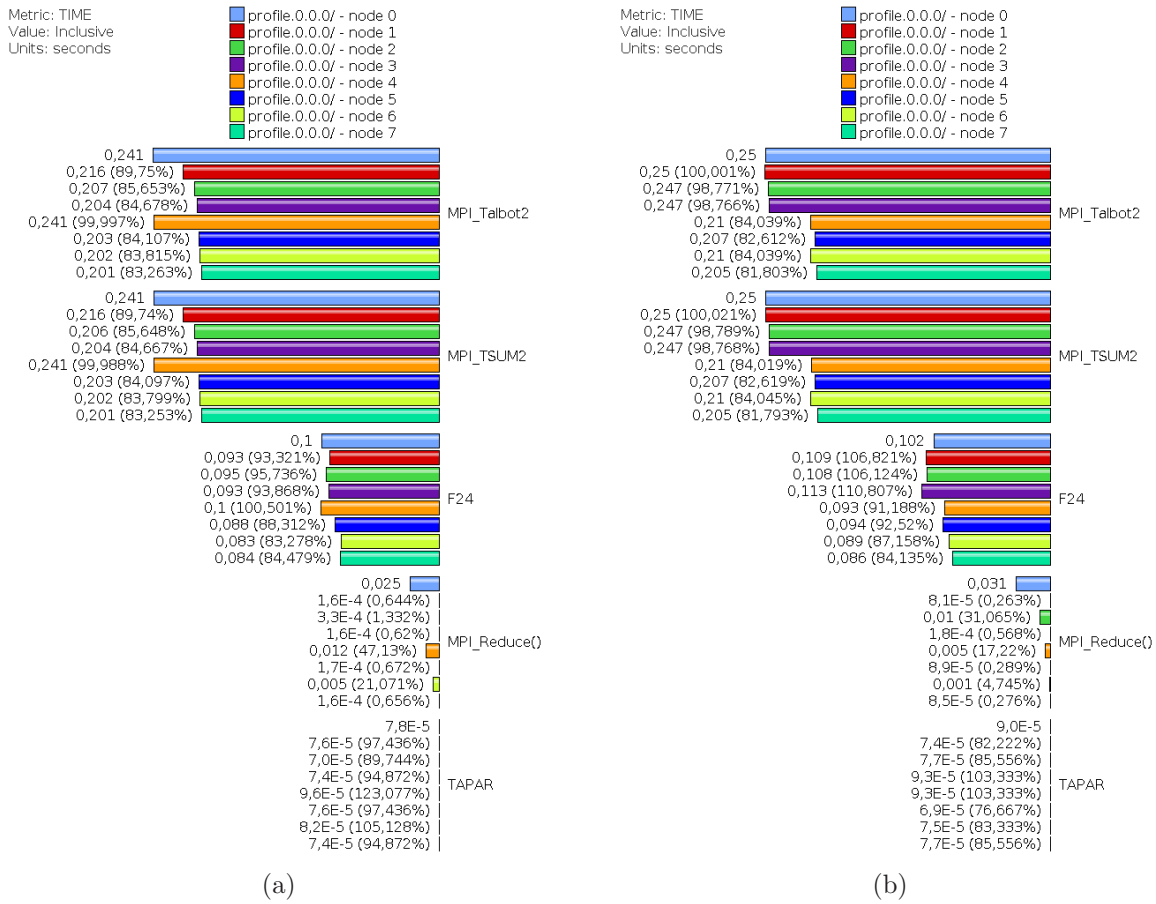 Metric: TIME
Value: Inclusive
Units: seconds
profile.0.0.0/ - node 0
profile.0.0.0/ - node 1
profile.0.0.0/ - node 2
profile.0.0.0/ - node 3
profile.0.0.0/ - node 4
profile.0.0.0/ - node 5
profile.0.0.0/ - node 6
profile.0.0.0/ - node 7
0,241
0,216 (89,75%)
0,207 (85,653%)
0,204 (84,678%)
MPI_Talbot2
0,241 (99,997%)
0,203 (84,107%)
0,202 (83,815%)
0,201 (83,263%)
0,241
0,216 (89,74%)
0,206 (85,648%)
0,204 (84,667%)
MPI_TSUM2
0,241 (99,988%)
0,203 (84,097%)
0,202 (83,799%)
0,201 (83,253%)
0,1
0,093 (93,321%)
0,095 (95,736%)
0,093 (93,868%)
F24
0,1 (100,501%)
0,088 (88,312%)
0,083 (83,278%)
0,084 (84,479%)
0,025
1,6E-4 (0,644%)
3,3E-4 (1,332%)
1,6E-4 (0,62%)
MPI_Reduce()
0,012 (47,13%)
1,7E-4 (0,672%)
0,005 (21,071%)
1,6E-4 (0,656%)
7,8E-5
7,6E-5 (97,436%)
7,0E-5 (89,744%)
7,4E-5 (94,872%)
TAPAR
9,6E-5 (123,077%)
7,6E-5 (97,436%)
8,2E-5 (105,128%)
7,4E-5 (94,872%)
(a)
Metric: TIME
Value: Inclusive
Units: seconds
profile.0.0.0/ - node 0
profile.0.0.0/ - node 1
profile.0.0.0/ - node 2
profile.0.0.0/ - node 3
profile.0.0.0/ - node 4
profile.0.0.0/ - node 5
profile.0.0.0/ - node 6
profile.0.0.0/ - node 7
0,25
0,25 (100,001%)
0,247 (98,771%)
0,247 (98,766%)
MPI_Talbot2
0,21 (84,039%)
0,207 (82,612%)
0,21 (84,039%)
0,205 (81,803%)
0,25
0,25 (100,021%)
0,247 (98,789%)
0,247 (98,768%)
MPI_TSUM2
0,21 (84,019%)
0,207 (82,619%)
0,21 (84,045%)
0,205 (81,793%)
0,102
0,109 (106,821%)
0,108 (106,124%)
0,113 (110,807%)
F24
0,093 (91,188%)
0,094 (92,52%)
0,089 (87,158%)
0,086 (84,135%)
0,031
8,1E-5 (0,263%)
0,01 (31,065%)
1,8E-4 (0,568%)
MPI_Reduce()
0,005 (17,22%)
8,9E-5 (0,289%)
0,001 (4,745%)
8,5E-5 (0,276%)
9,0E-5
7,4E-5 (82,222%)
7,7E-5 (85,556%)
9,3E-5 (103,333%)
TAPAR
9,3E-5 (103,333%)
6,9E-5 (76,667%)
7,5E-5 (83,333%)
7,7E-5 (85,556%)
(b)